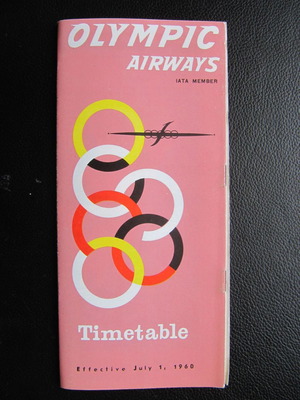 OLYMPIC
AIRWAYS
IATA MEMBER
Timetable
Effective July 1, 1960